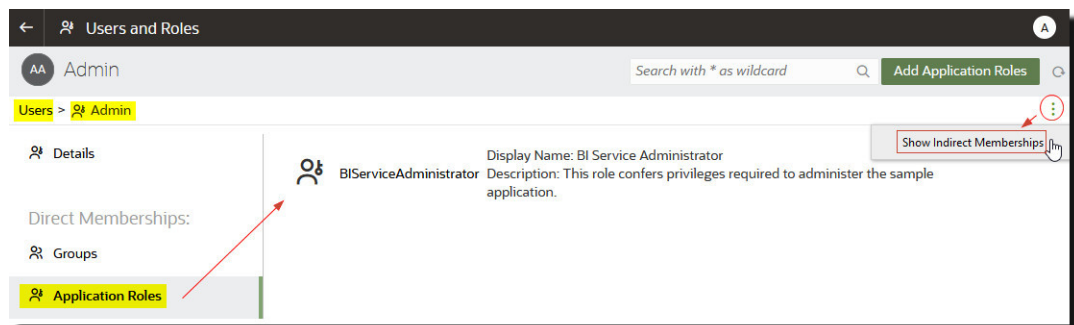 Users and Roles
A
AA
Admin
Search with * as wildcard
Add Application Roles
Users > Admin
Show Indirect Memberships
Details
BIServiceAdministrator
Display Name: BI Service Administrator
Description: This role confers privileges required to administer the sample
application.
Direct Memberships:
Groups
Application Roles